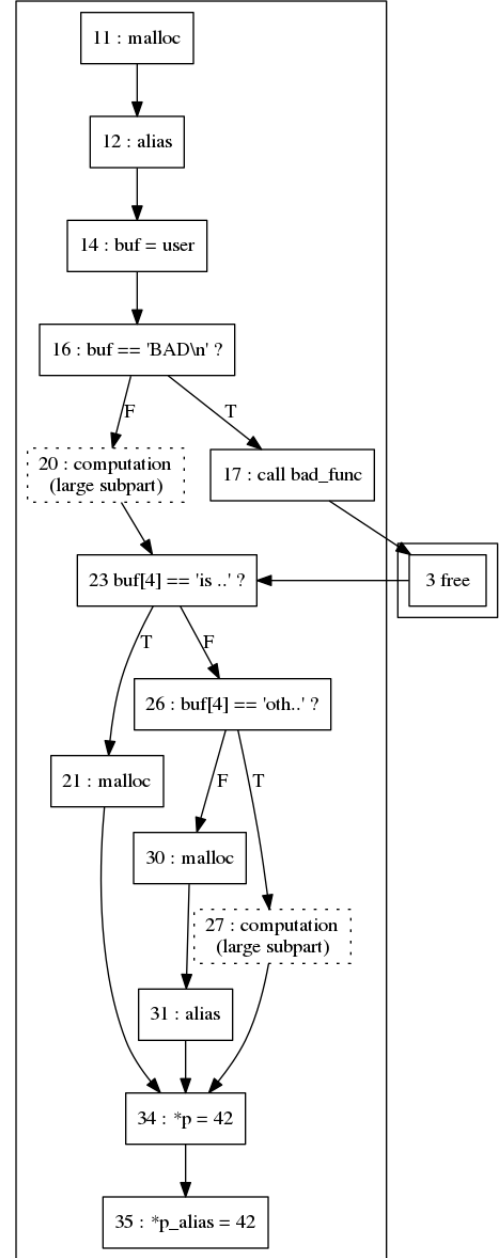 11 : malloc
12 : alias
14 : buf = user
16 : buf == 'BAD\n' ?
F
T
20 : computation
(large subpart)
17 : call bad_func
23 buf[4] == 'is ..' ?
3 free
T
F
26 : buf[4] == 'oth..' ?
21 : malloc
F
T
30 : malloc
27 : computation
(large subpart)
31 : alias
34 : *p = 42
35 : *p_alias = 42